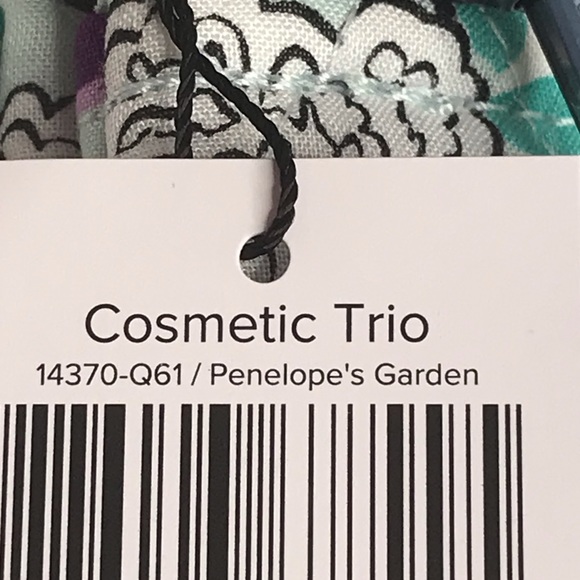 Cosmetic Trio
14370-Q61 / Penelope's Garden